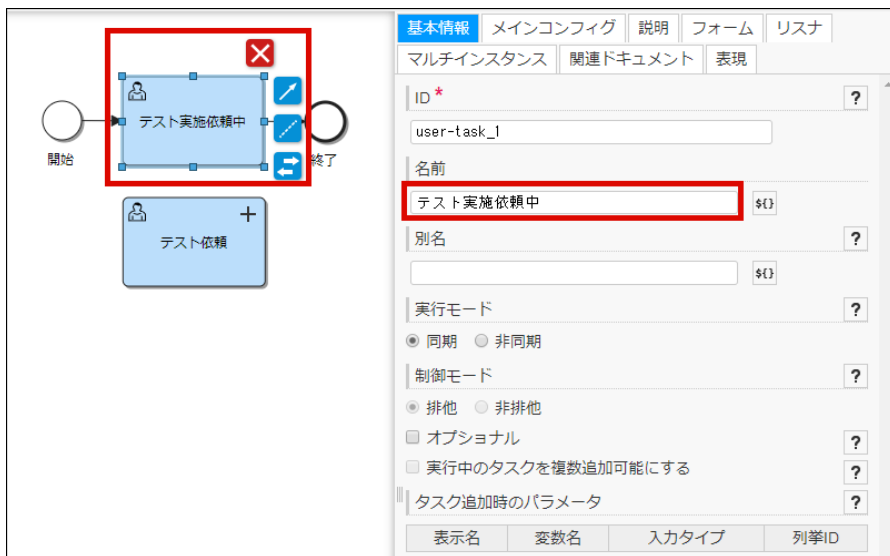 開始
テスト実施依頼中
終了
テスト依頼
基本情報 メインコンフィグ 説明 フォーム リスナ
マルチインスタンス 関連ドキュメント 表現
ID * ?
user-task_1
名前
テスト実施依頼中 ${}
別名 ?
${}
実行モード ?
同期 非同期
制御モード ?
排他 非排他
オプショナル ?
実行中のタスクを複数追加可能にする ?
タスク追加時のパラメータ ?
表示名 変数名 入力タイプ 列挙ID